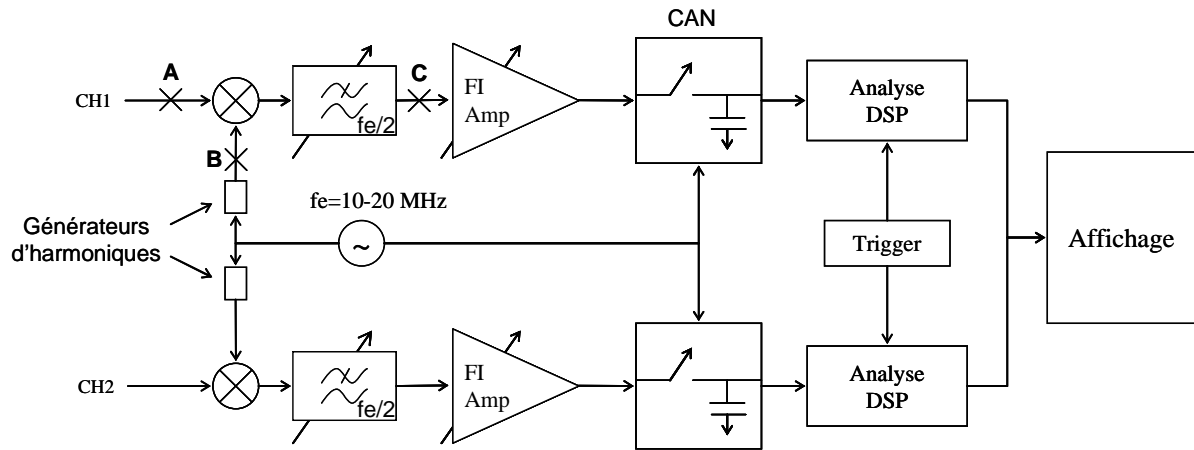 CAN
A
C
CH1
FI
Amp
fe/2
Analyse
DSP
B
fe=10-20 MHz
Générateurs
d'harmoniques
~
Trigger
Affichage
CH2
FI
Amp
fe/2
Analyse
DSP